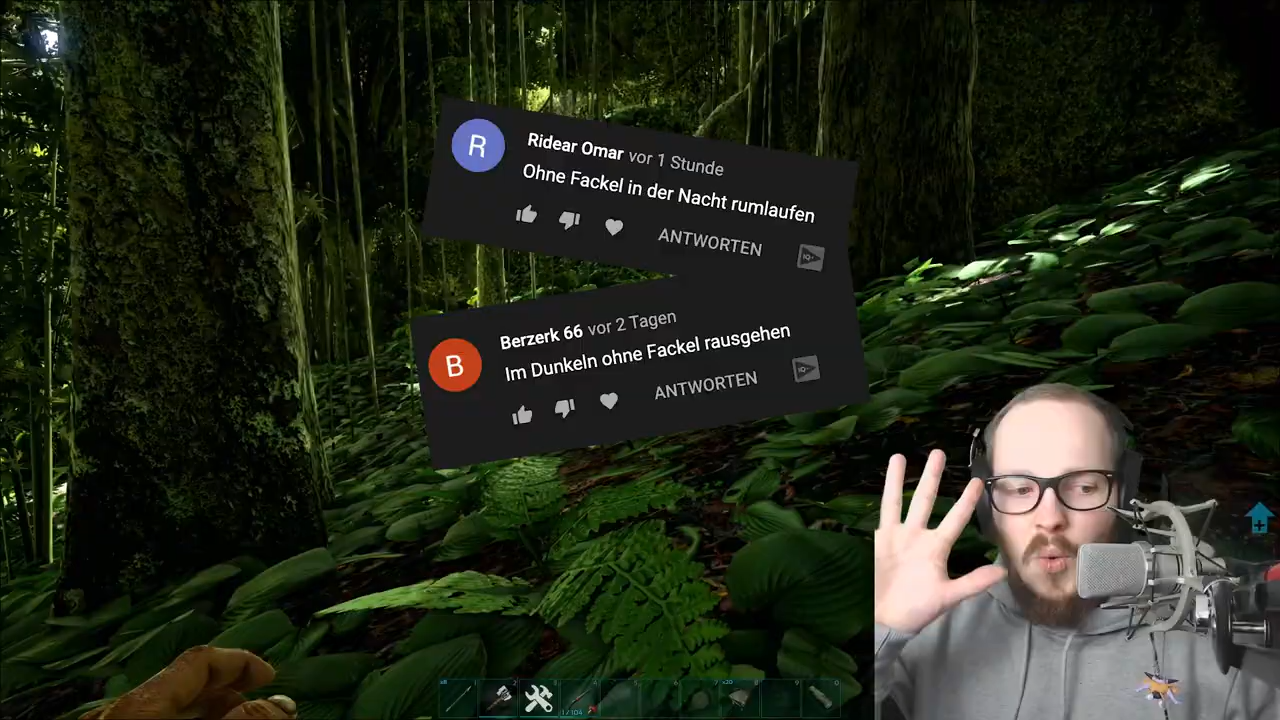 R
Ridear Omar vor 1 Stunde
Ohne Fackel in der Nacht rumlaufen
ANTWORTEN
B
Berzerk 66 vor 2 Tagen
Im Dunkeln ohne Fackel rausgehen
ANTWORTEN